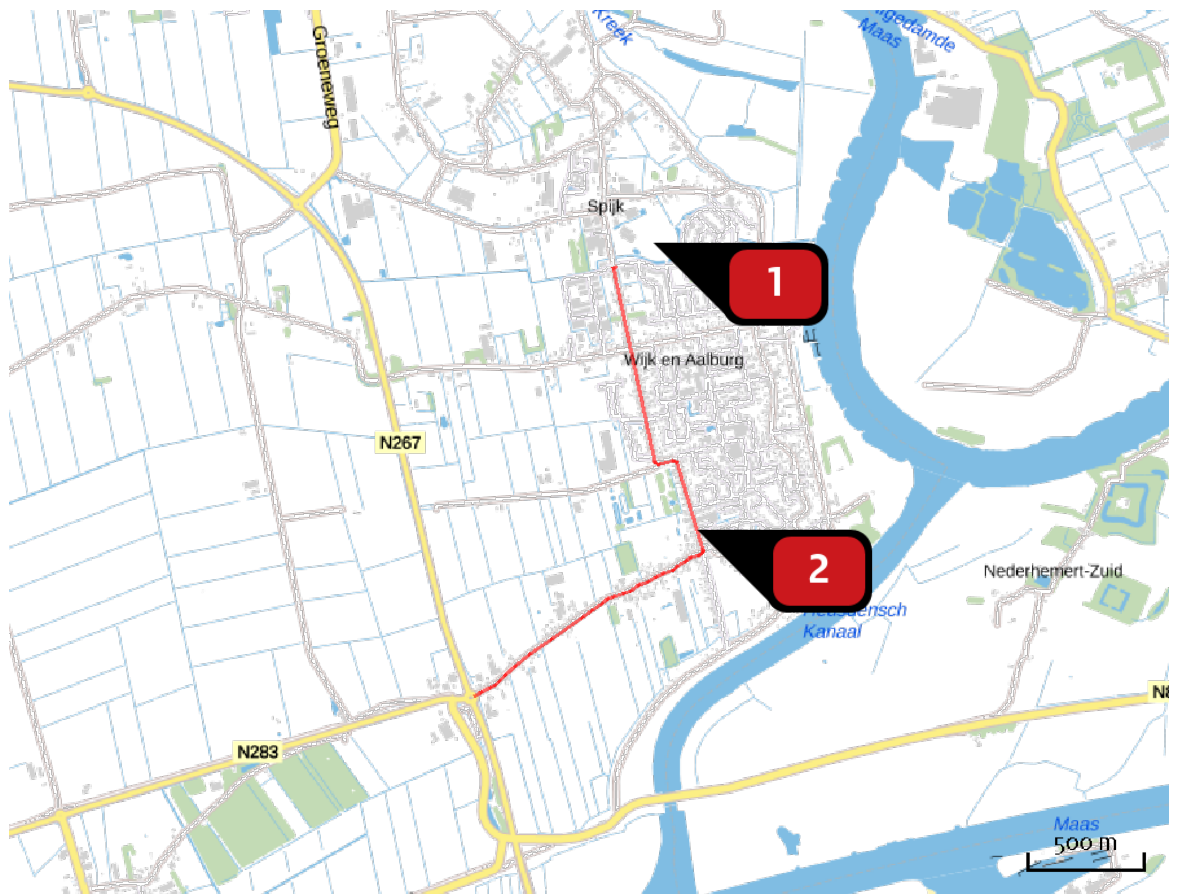 Kreek
Maas
Groeneweg
Spijk
1
Wijk en Aalburg
N267
2
Nederhemert-Zuid
Kanaal
N283
Maas
500 m